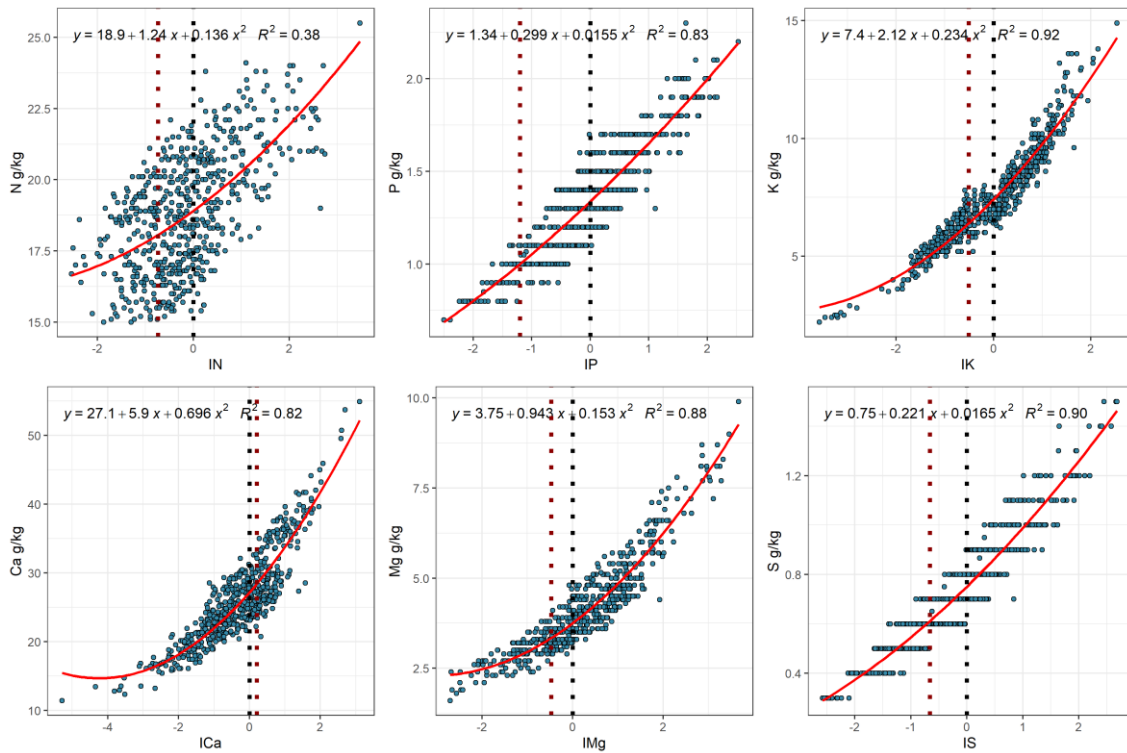 y = 18.9 + 1.24 x + 0.136 x² R² = 0.38
25.0
22.5
20.0
17.5
15.0
N g/kg
-2
0
2
IN
y = 1.34 + 0.299 x + 0.0155 x² R² = 0.83
2.0
1.5
1.0
P g/kg
-2
-1
0
1
2
IP
y = 7.4 + 2.12 x + 0.234 x² R² = 0.92
15
10
5
K g/kg
-2
0
2
IK
y = 27.1 + 5.9 x + 0.696 x² R² = 0.82
50
40
30
20
10
Ca g/kg
-4
-2
0
2
ICa
y = 3.75 + 0.943 x + 0.153 x² R² = 0.88
10.0
7.5
5.0
2.5
Mg g/kg
-2
0
2
IMg
y = 0.75 + 0.221 x + 0.0165 x² R² = 0.90
1.2
0.8
0.4
S g/kg
-2
-1
0
1
2
IS